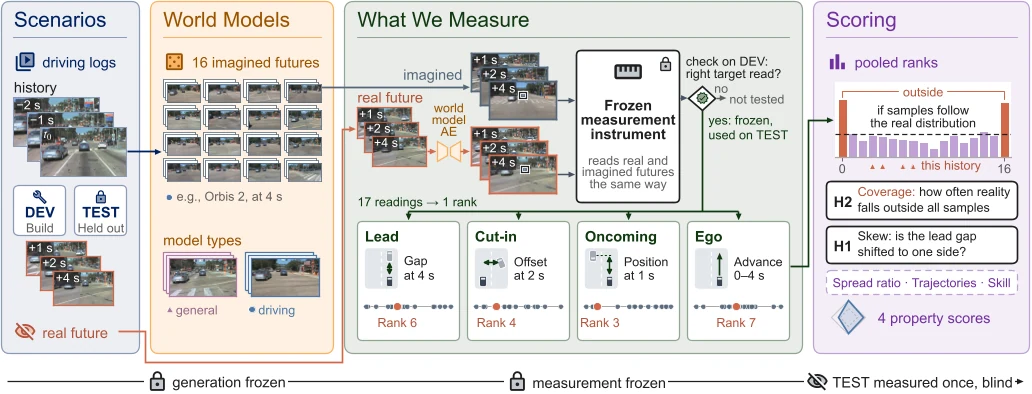 Scenarios
driving logs
history
−2 s
−1 s
t0
DEV
Build
TEST
Held out
+1 s
+2 s
+4 s
real future
World Models
16 imagined futures
e.g., Orbis 2, at 4 s
model types
general
driving
What We Measure
imagined
+1 s
+2 s
+4 s
real future
+1 s
+2 s
+4 s
world
model
AE
+1 s
+2 s
+4 s
Frozen
measurement
instrument
reads real and
imagined futures
the same way
check on DEV:
right target read?
no
not tested
yes: frozen,
used on TEST
17 readings → 1 rank
Lead
Gap
at 4 s
Rank 6
Cut-in
Offset
at 2 s
Rank 4
Oncoming
Position
at 1 s
Rank 3
Ego
Advance
0–4 s
Rank 7
Scoring
pooled ranks
outside
if samples follow
the real distribution
0
this history
16
H2
Coverage: how often reality
falls outside all samples
H1
Skew: is the lead gap
shifted to one side?
Spread ratio · Trajectories · Skill
4 property scores
generation frozen
measurement frozen
TEST measured once, blind